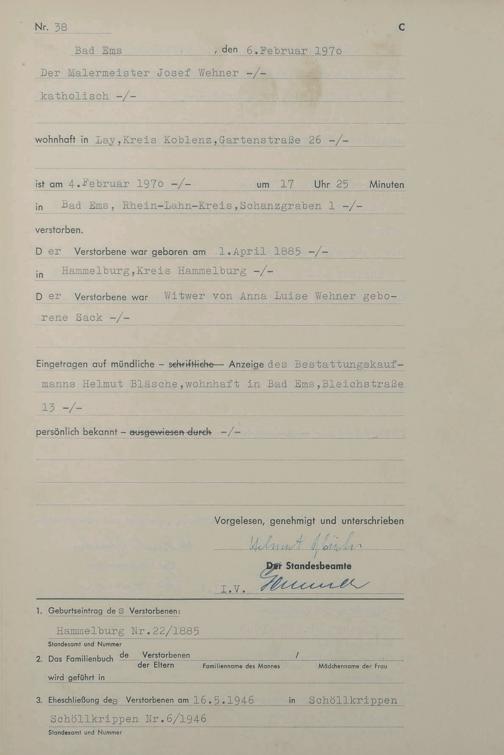 Nr. 38 C
Bad Ems , den 6.Februar 1970
Der Malermeister Josef Wehner -/-
katholisch -/-
wohnhaft in Lay,Kreis Koblenz,Gartenstraße 26 -/-
ist am 4.Februar 1970 -/- um 17 Uhr 25 Minuten
in Bad Ems, Rhein-Lahn-Kreis,Schanzgraben 1 -/-
verstorben.
D er Verstorbene war geboren am 1.April 1885 -/-
in Hammelburg,Kreis Hammelburg -/-
D er Verstorbene war Witwer von Anna Luise Wehner gebo-
rene Sack -/-
Eingetragen auf mündliche – schriftliche – Anzeige des Bestattungskauf-
manns Helmut Bläsche,wohnhaft in Bad Ems,Bleichstraße
13 -/-
persönlich bekannt – ausgewiesen durch -/-
Vorgelesen, genehmigt und unterschrieben
Helmut
Der Standesbeamte
I.V.
1. Geburtseintrag des Verstorbenen:
Hammelburg Nr.22/1885
Standesamt und Nummer
2. Das Familienbuch de Verstorbenen /
der Eltern Familienname des Mannes Mädchenname der Frau
wird geführt in
3. Eheschließung des Verstorbenen am 16.5.1946 in Schöllkrippen
Schöllkrippen Nr.6/1946
Standesamt und Nummer